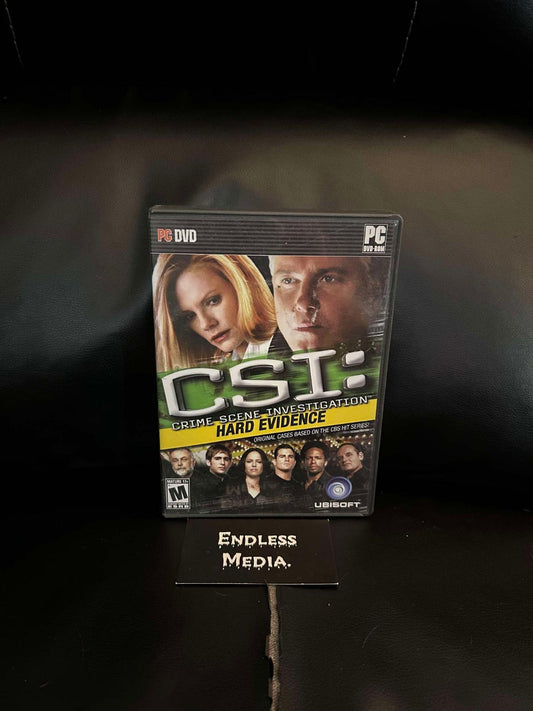 PC DVD
PC
DVD-ROM
CSI:
CRIME SCENE INVESTIGATION™
HARD EVIDENCE
ORIGINAL CASES BASED ON THE CBS HIT SERIES!
MATURE 17+
M
ESRB
UBISOFT
ENDLESS
MEDIA.